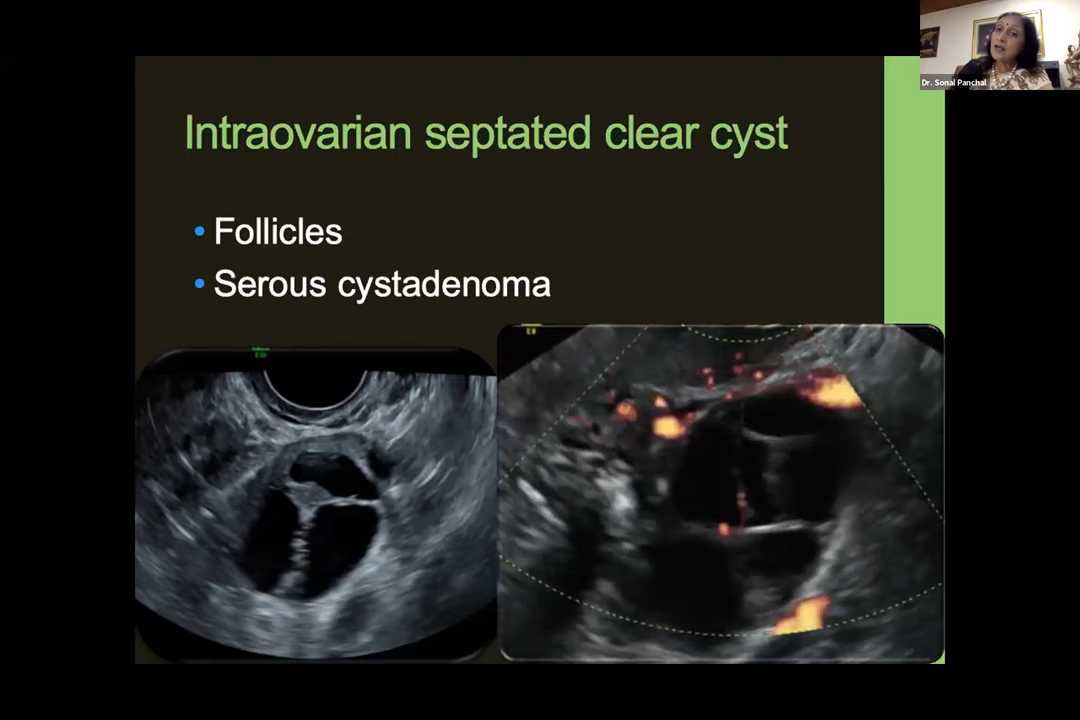 Dr. Sonal Panchal
Intraovarian septated clear cyst
• Follicles
• Serous cystadenoma